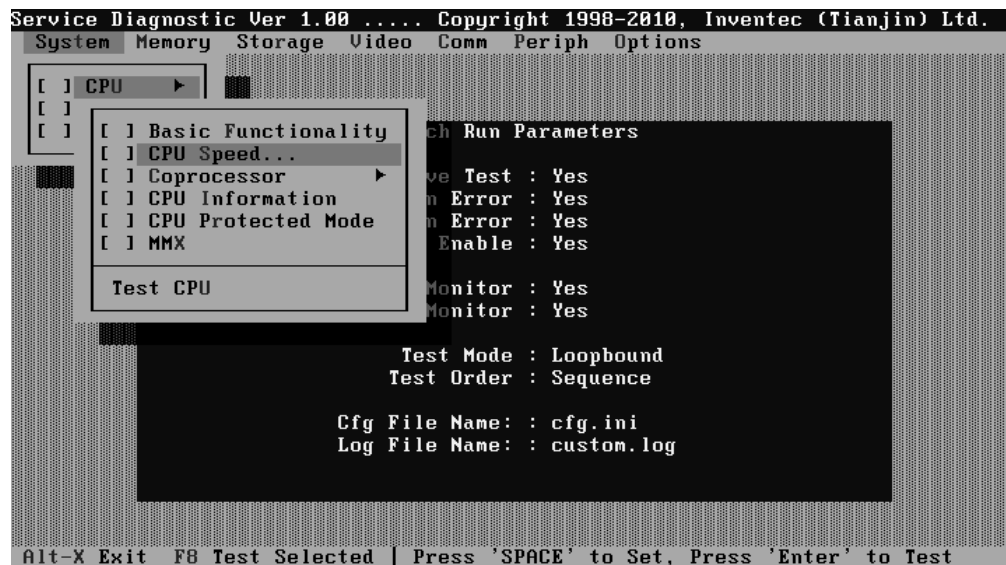 Service Diagnostic Ver 1.00 ..... Copyright 1998-2010, Inventec (Tianjin) Ltd.
System Memory Storage Video Comm Periph Options
[ ] CPU ►
[ ]
[ ]
[ ] Basic Functionality
[ ] CPU Speed...
[ ] Coprocessor ►
[ ] CPU Information
[ ] CPU Protected Mode
[ ] MMX
Test CPU
ch Run Parameters
ve Test : Yes
n Error : Yes
n Error : Yes
Enable : Yes
Monitor : Yes
Monitor : Yes
Test Mode : Loopbound
Test Order : Sequence
Cfg File Name: : cfg.ini
Log File Name: : custom.log
Alt-X Exit F8 Test Selected | Press 'SPACE' to Set, Press 'Enter' to Test